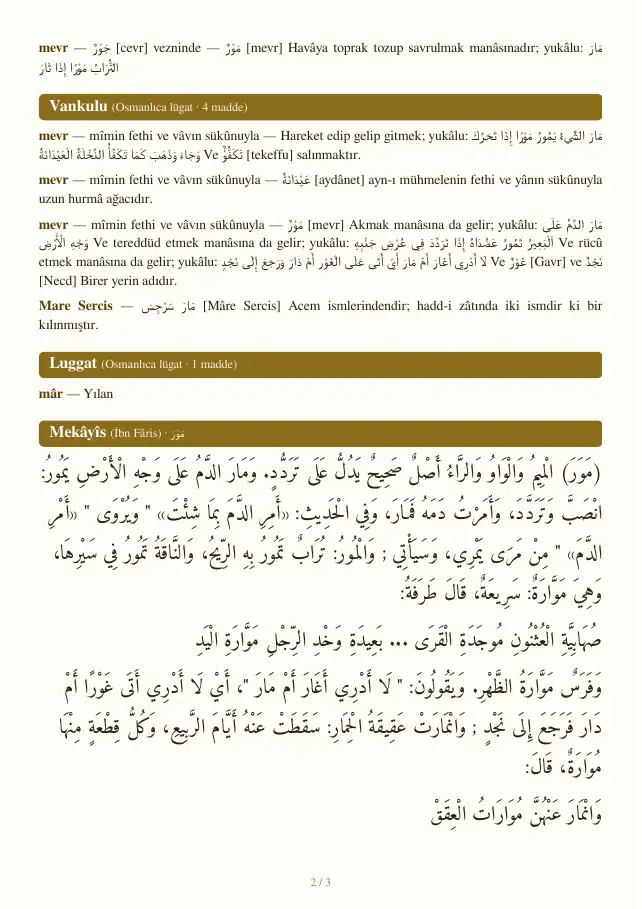 mevr — جَوْرٌ [cevr] vezninde — مَوْرٌ [mevr] Havâya toprak tozup savrulmak manâsınadır; yukâlu: مَارَ
التُّرَابُ مَوْرًا إِذَا ثَارَ
Vankulu (Osmanlıca lügat · 4 madde)
mevr — mîmin fethi ve vâvın sükûnuyla — Hareket edip gelip gitmek; yukâlu: مَارَ الشَّيءُ يَمُورُ مَوْرًا إِذَا تَحَرَّكَ
وَجَاءَ وَذَهَبَ كَمَا تَكَفَّأُ النَّخْلَةُ الْعَيْدَانَةُ Ve تَكَفُّؤٌ [tekeffu] salınmaktır.
mevr — mîmin fethi ve vâvın sükûnuyla — عَيْدَانَةٌ [aydânet] ayn-ı mühmelenin fethi ve yânın sükûnuyla
uzun hurmâ ağacıdır.
mevr — mîmin fethi ve vâvın sükûnuyla — مَوْرٌ [mevr] Akmak manâsına da gelir; yukâlu: مَارَ الدَّمُ عَلَى
وَجْهِ الْأَرْضِ Ve tereddüd etmek manâsına da gelir; yukâlu: اَلْبَعِيرُ تَمُورُ عَضُدَاهُ إِذَا تَرَدَّدَ فِي عُرْضِ جَنْبِهِ Ve rücû
etmek manâsına da gelir; yukâlu: لَا أَدْرِي أَغَارَ أَمْ مَارَ أَيْ أَتَى عَلَى الْغَوْرِ أَمْ دَارَ وَرَجَعَ إِلَى نَجْدٍ Ve غَوْرٌ [Gavr] ve نَجْدٌ
[Necd] Birer yerin adıdır.
Mare Sercis — مَارَ سَرْجِسَ [Mâre Sercis] Acem ismlerindendir; hadd-i zâtında iki ismdir ki bir
kılınmıştır.
Luggat (Osmanlıca lügat · 1 madde)
mâr — Yılan
Mekâyîs (İbn Fâris) · مَوَرَ
(مَوَرَ) الْمِيمُ وَالْوَاوُ وَالرَّاءُ أَصْلٌ صَحِيحٌ يَدُلُّ عَلَى تَرَدُّدٍ. وَمَارَ الدَّمُ عَلَى وَجْهِ الْأَرْضِ يَمُورُ:
انْصَبَّ وَتَرَدَّدَ، وَأَمَرْتُ دَمَهُ فَمَارَ، وَفِي الْحَدِيثِ: «أَمِرِ الدَّمَ بِمَا شِئْتَ» " وَيُرْوَى " «أَمْرِ
الدَّمَ» " مِنْ مَرَى يَمْرِي، وَسَيَأْتِي ; وَالْمُورُ: تُرَابٌ تَمُورُ بِهِ الرِّيحُ، وَالنَّاقَةُ تَمُورُ فِي سَيْرِهَا،
وَهِيَ مَوَّارَةٌ: سَرِيعَةٌ، قَالَ طَرَفَةُ:
صُهَابِيَّةِ الْعُثْنُونِ مُوجَدَةِ الْقَرَى ... بَعِيدَةِ وَخْدِ الرِّجْلِ مَوَّارَةِ الْيَدِ
وَفَرَسٌ مَوَّارَةُ الظَّهْرِ. وَيَقُولُونَ: " لَا أَدْرِي أَغَارَ أَمْ مَارَ "، أَيْ لَا أَدْرِي أَتَى غَوْرًا أَمْ
دَارَ فَرَجَعَ إِلَى نَجْدٍ ; وَانْمَارَتْ عَقِيقَةُ الْحِمَارِ: سَقَطَتْ عَنْهُ أَيَّامَ الرَّبِيعِ، وَكُلُّ قِطْعَةٍ مِنْهَا
مُوَارَةٌ، قَالَ:
وَانْمَارَ عَنْهُنَّ مُوَارَاتُ الْعِقَقْ
2 / 3